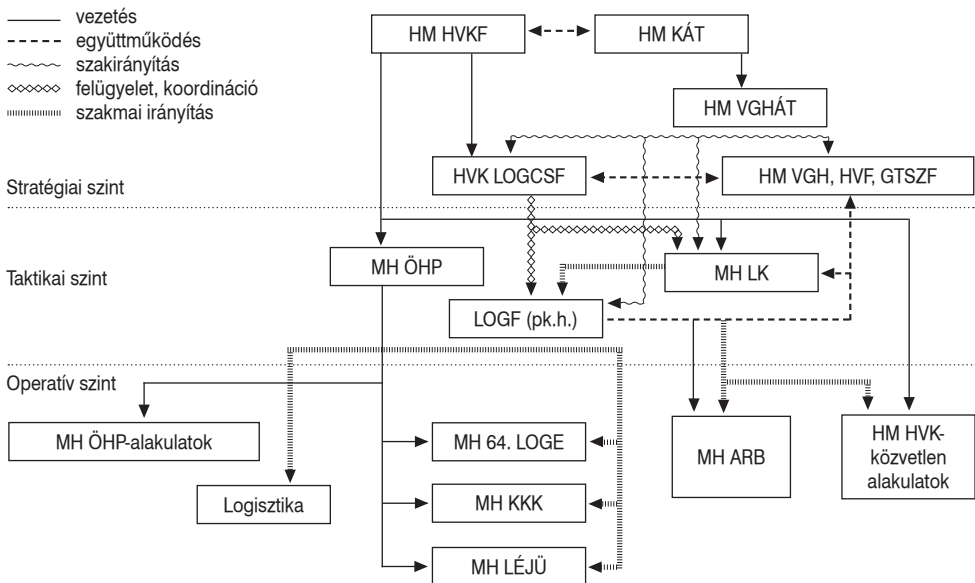 vezetés
együttműködés
szakirányítás
felügyelet, koordináció
szakmai irányítás
HM HVKF
HM KÁT
HM VGHÁT
HVK LOGCSF
HM VGH, HVF, GTSZF
Stratégiai szint
MH ÖHP
MH LK
Taktikai szint
LOGF (pk.h.)
Operatív szint
MH ÖHP-alakulatok
MH 64. LOGE
MH ARB
HM HVK-
közvetlen
alakulatok
Logisztika
MH KKK
MH LÉJÜ